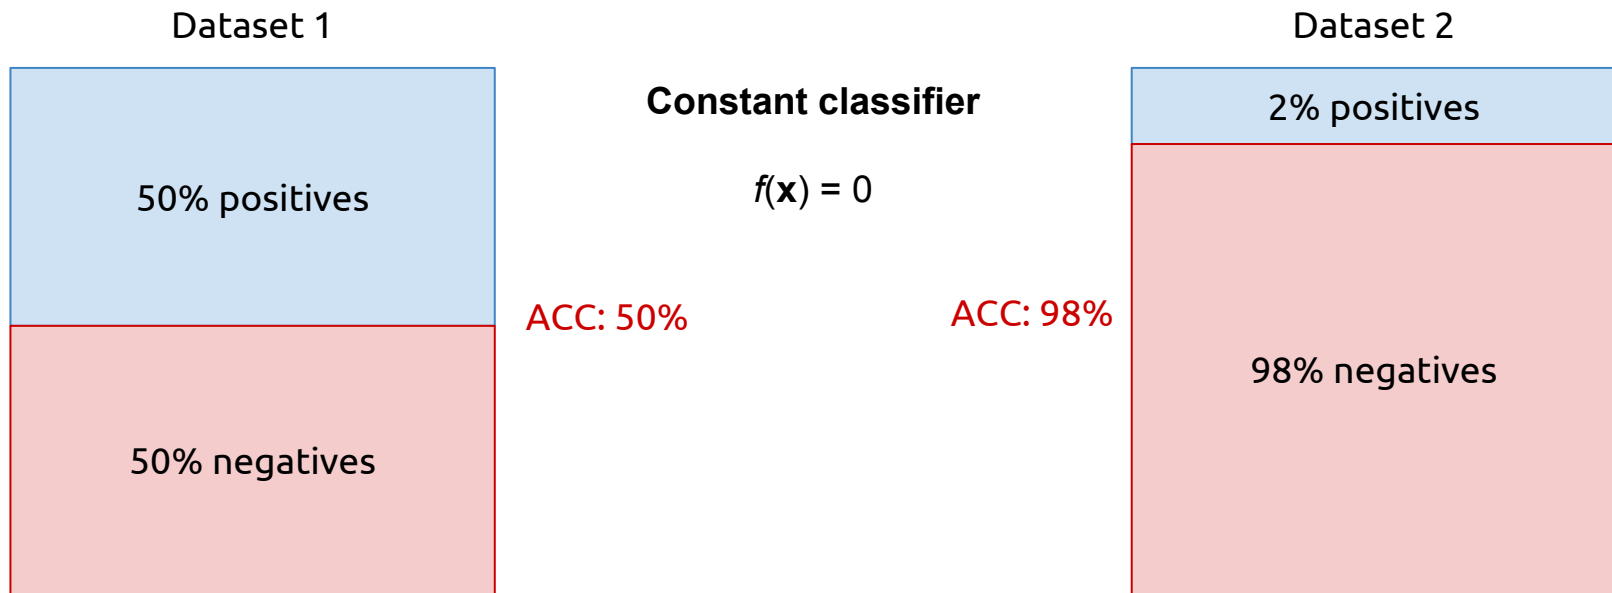 Dataset 1
50% positives
50% negatives
Constant classifier
f(x) = 0
ACC: 50%
ACC: 98%
Dataset 2
2% positives
98% negatives